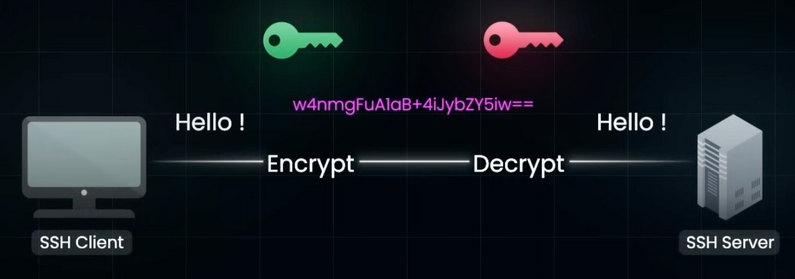 w4nmgFuA1aB+4iJybZY5iw==
Hello !
Hello !
Encrypt
Decrypt
SSH Client
SSH Server